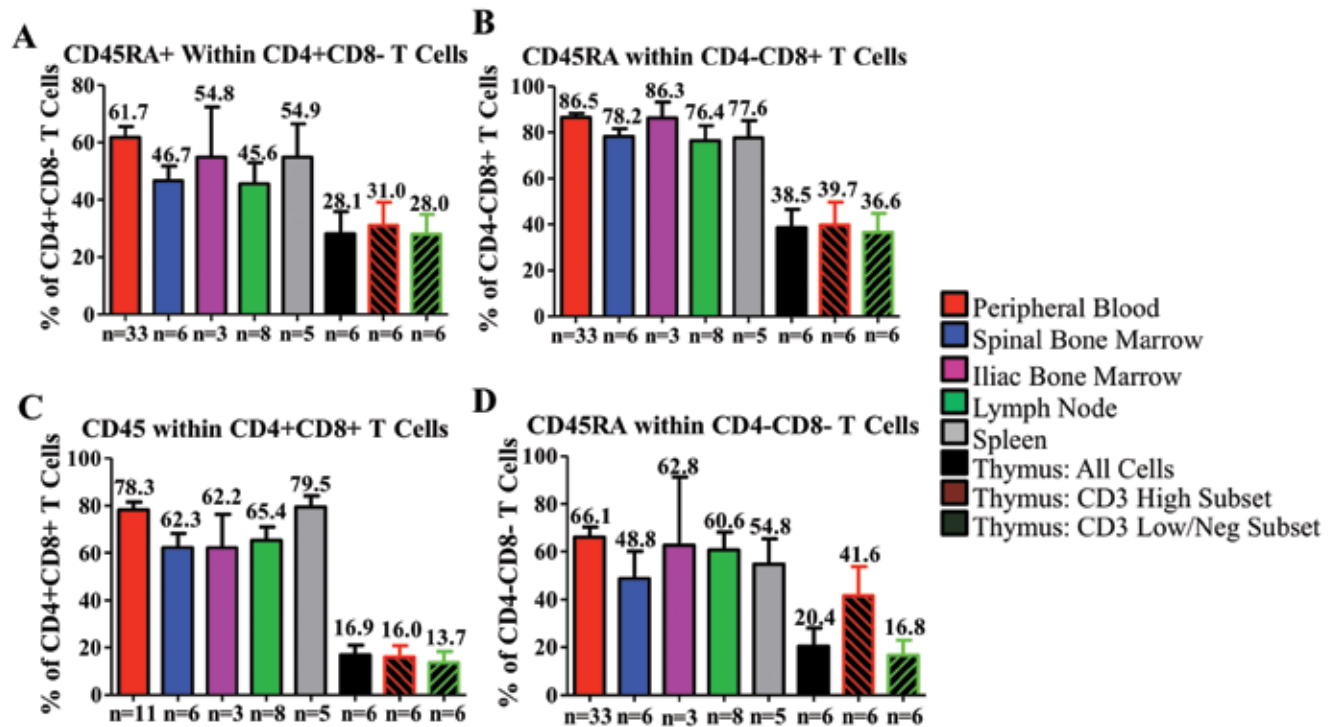 A
CD45RA+ Within CD4+CD8- T Cells
% of CD4+CD8- T Cells
80
60
40
20
0
61.7
46.7
54.8
45.6
54.9
28.1
31.0
28.0
n=33 n=6 n=3 n=8 n=5 n=6 n=6 n=6
B
CD45RA within CD4-CD8+ T Cells
% of CD4-CD8+ T Cells
100
80
60
40
20
0
86.5
78.2
86.3
76.4
77.6
38.5
39.7
36.6
n=33 n=6 n=3 n=8 n=5 n=6 n=6 n=6
C
CD45 within CD4+CD8+ T Cells
% of CD4+CD8+ T Cells
100
80
60
40
20
0
78.3
62.3
62.2
65.4
79.5
16.9
16.0
13.7
n=11 n=6 n=3 n=8 n=5 n=6 n=6 n=6
D
CD45RA within CD4-CD8- T Cells
% of CD4-CD8- T Cells
100
80
60
40
20
0
66.1
48.8
62.8
60.6
54.8
20.4
41.6
16.8
n=33 n=6 n=3 n=8 n=5 n=6 n=6 n=6
Peripheral Blood
Spinal Bone Marrow
Iliac Bone Marrow
Lymph Node
Spleen
Thymus: All Cells
Thymus: CD3 High Subset
Thymus: CD3 Low/Neg Subset